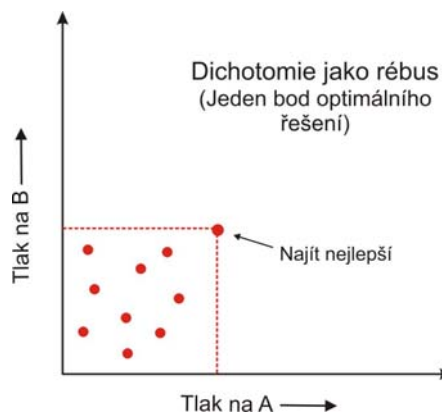 Dichotomie jako rébus
(Jeden bod optimálního
řešení)
Tlak na B
Najít nejlepší
Tlak na A